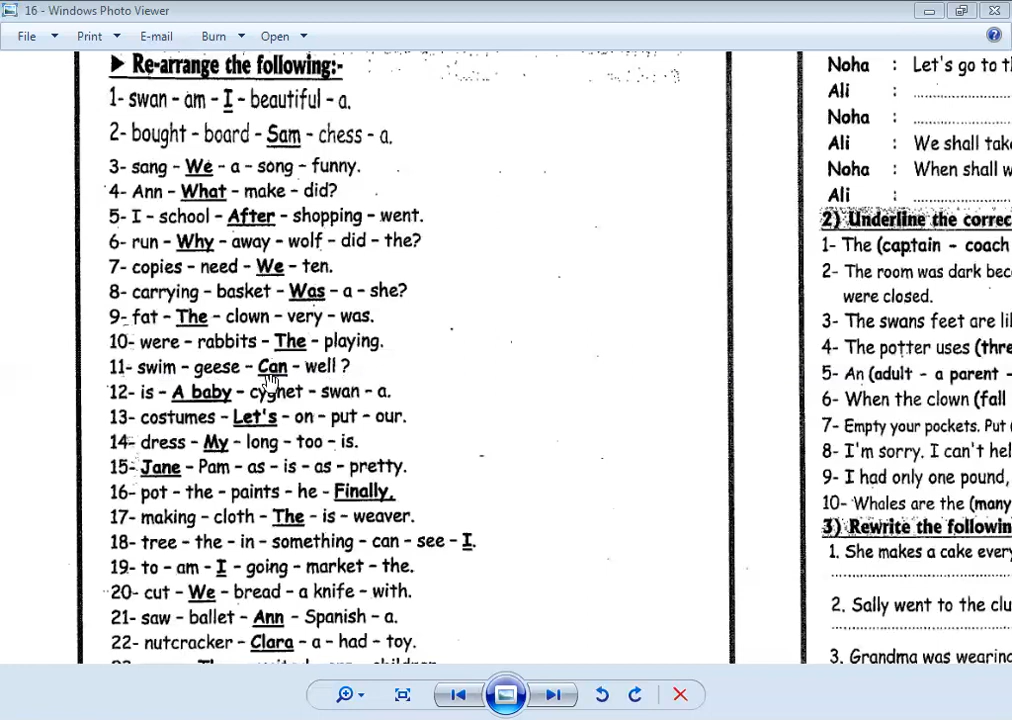 16 - Windows Photo Viewer
File Print E-mail Burn Open
Re-arrange the following:-
1- swan - am - I - beautiful - a.
2- bought - board - Sam - chess - a.
3- sang - We - a - song - funny.
4- Ann - What - make - did?
5- I - school - After - shopping - went.
6- run - Why - away - wolf - did - the?
7- copies - need - We - ten.
8- carrying - basket - Was - a - she?
9- fat - The - clown - very - was.
10- were - rabbits - The - playing.
11- swim - geese - Can - well ?
12- is - A baby - cygnet - swan - a.
13- costumes - Let's - on - put - our.
14- dress - My - long - too - is.
15- Jane - Pam - as - is - as - pretty.
16- pot - the - paints - he - Finally,
17- making - cloth - The - is - weaver.
18- tree - the - in - something - can - see - I.
19- to - am - I - going - market - the.
20- cut - We - bread - a knife - with.
21- saw - ballet - Ann - Spanish - a.
22- nutcracker - Clara - a - had - toy.
Noha : Let's go to t
Ali : ..............................
Noha : ..............................
Ali : We shall take
Noha : When shall w
Ali : ..............................
2) Underline the correc
1- The (captain - coach
2- The room was dark bec
were closed.
3- The swans feet are li
4- The potter uses (thre
5- An (adult - a parent -
6- When the clown (fall
7- Empty your pockets. Put
8- I'm sorry. I can't hel
9- I had only one pound,
10- Whales are the (many
3) Rewrite the followin
1. She makes a cake every
..............................
2. Sally went to the clu
..............................
3. Grandma was wearing